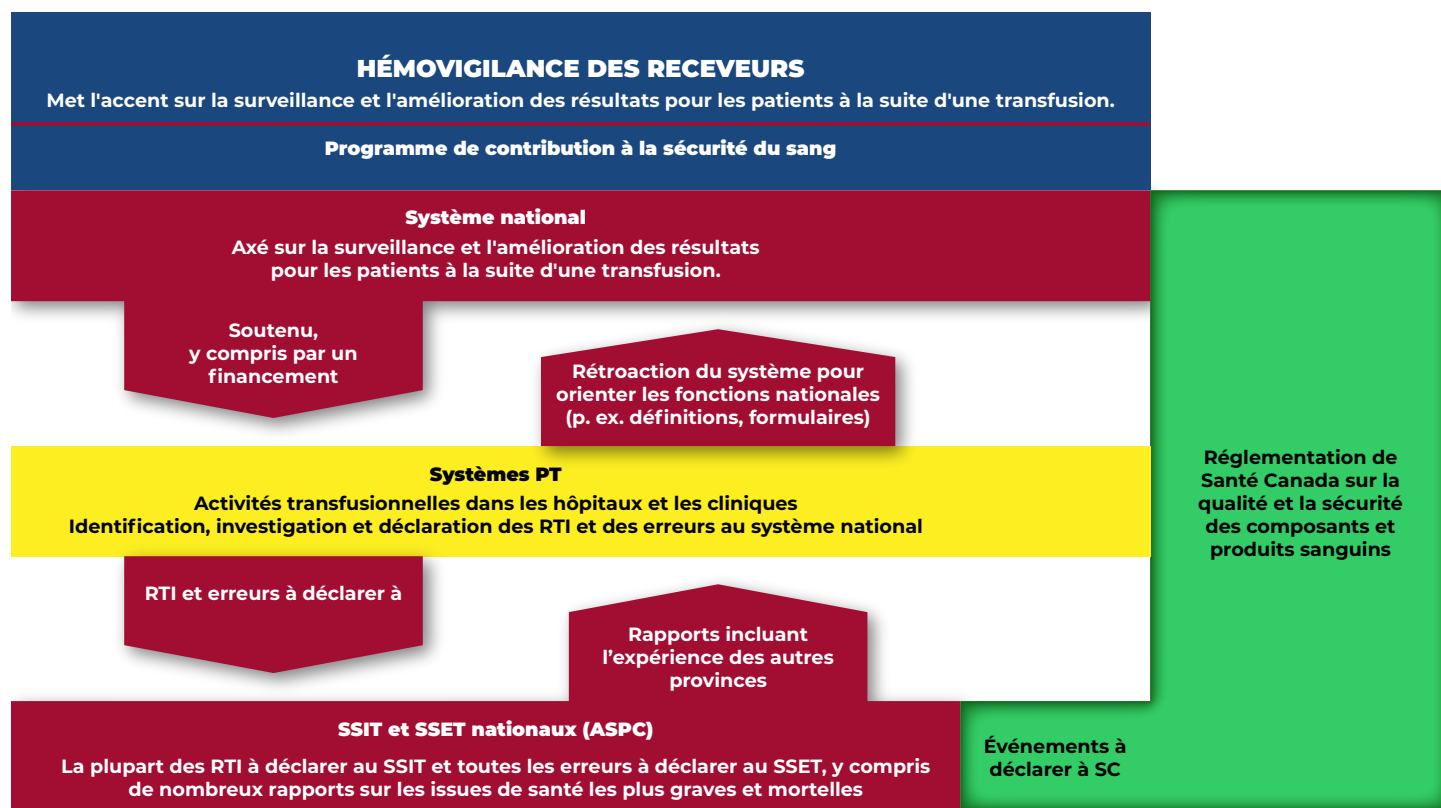 HÉMOVIGILANCE DES RECEVEURS
Met l'accent sur la surveillance et l'amélioration des résultats pour les patients à la suite d'une transfusion.
Programme de contribution à la sécurité du sang
Système national
Axé sur la surveillance et l'amélioration des résultats
pour les patients à la suite d'une transfusion.
Soutenu,
y compris par un
financement
Rétroaction du système pour
orienter les fonctions nationales
(p. ex. définitions, formulaires)
Systèmes PT
Activités transfusionnelles dans les hôpitaux et les cliniques
Identification, investigation et déclaration des RTI et des erreurs au système national
Réglementation de
Santé Canada sur la
qualité et la sécurité
des composants et
produits sanguins
RTI et erreurs à déclarer à
Rapports incluant
l’expérience des autres
provinces
SSIT et SSET nationaux (ASPC)
La plupart des RTI à déclarer au SSIT et toutes les erreurs à déclarer au SSET, y compris
de nombreux rapports sur les issues de santé les plus graves et mortelles
Événements à
déclarer à SC